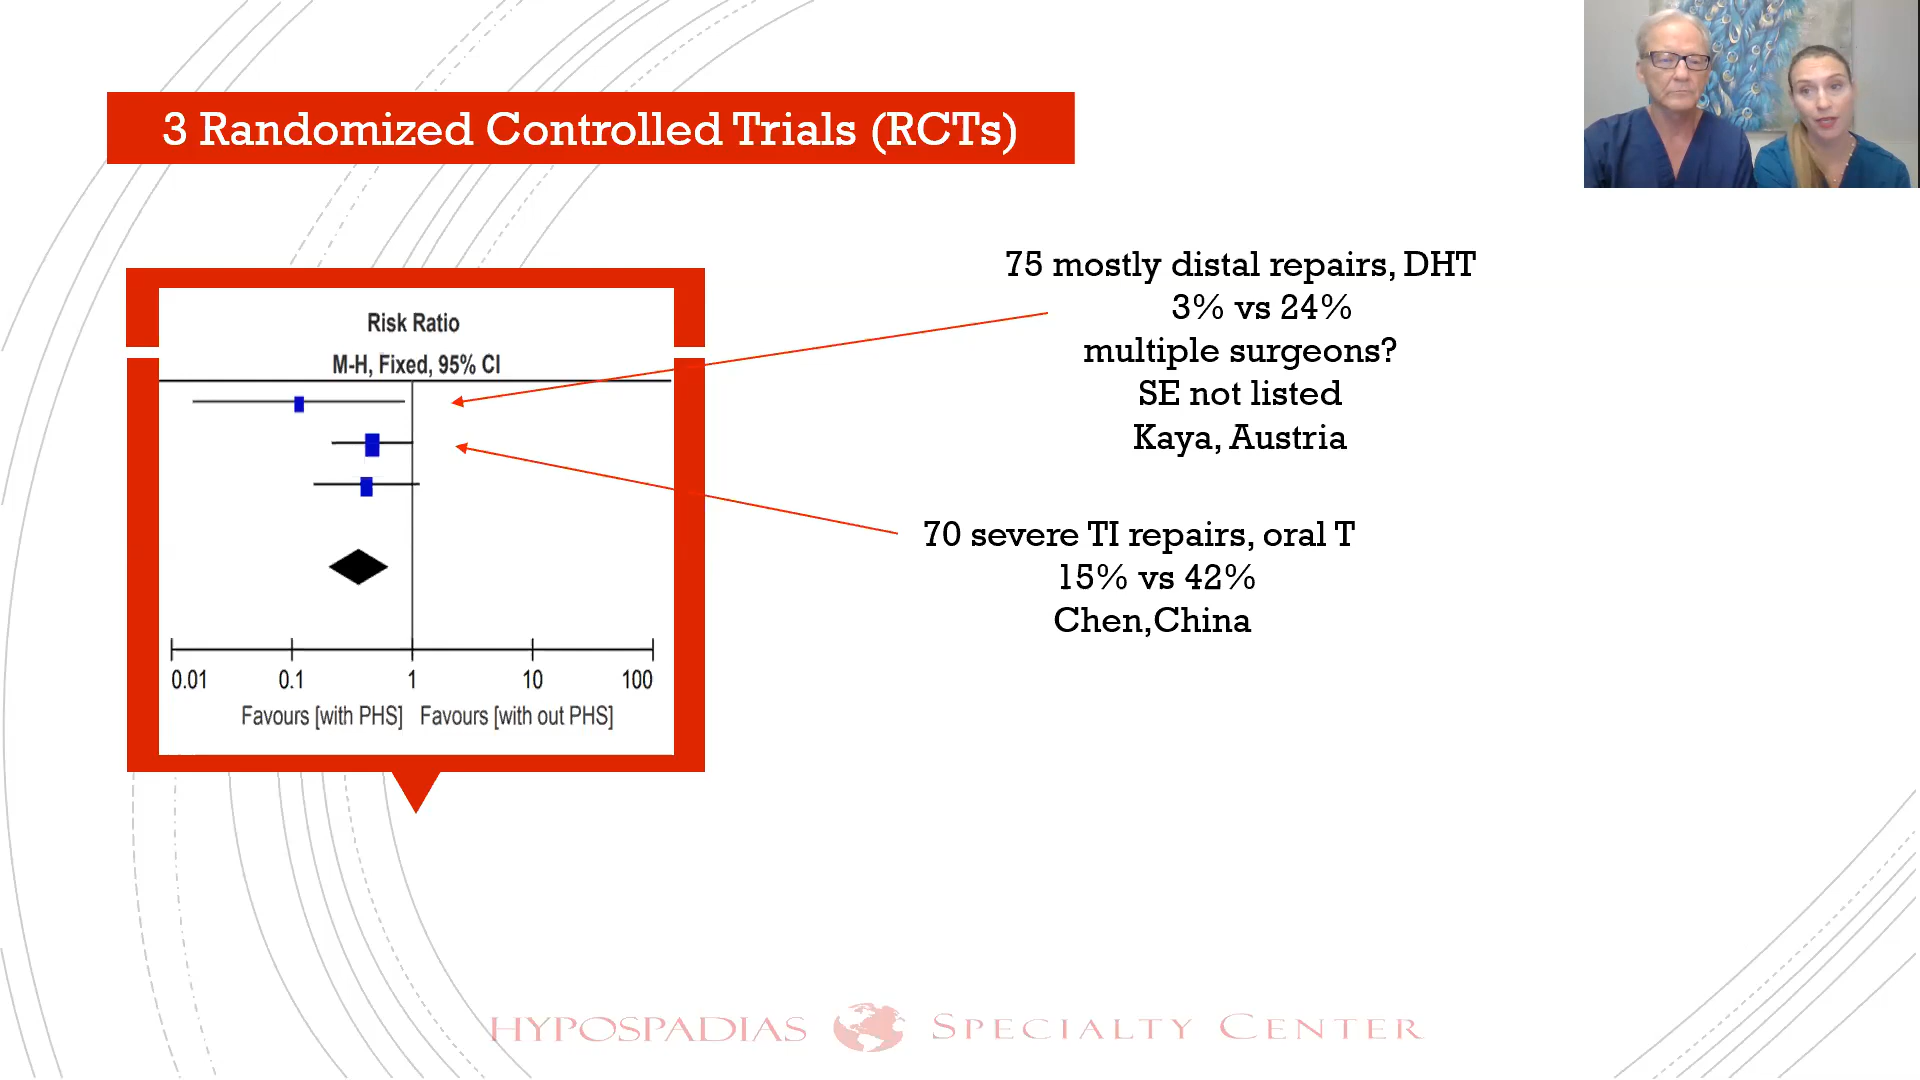 3 Randomized Controlled Trials (RCTs)
Risk Ratio
M-H, Fixed, 95% CI
0.01 0.1 1 10 100
Favours [with PHS] Favours [with out PHS]
75 mostly distal repairs, DHT
3% vs 24%
multiple surgeons?
SE not listed
Kaya, Austria
70 severe TI repairs, oral T
15% vs 42%
Chen,China
HYPOSPADIAS SPECIALTY CENTER